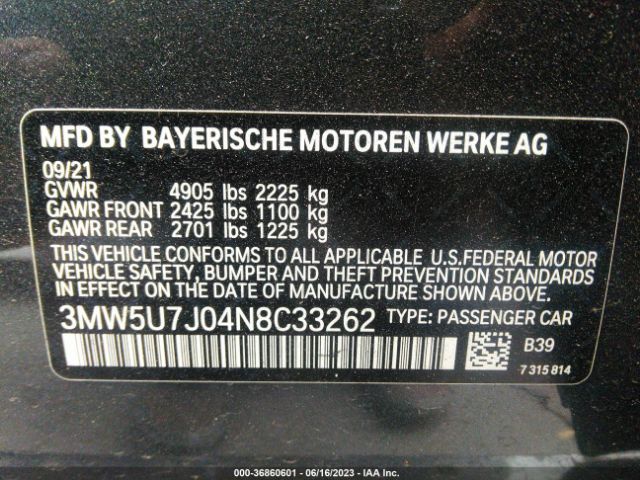 MFD BY BAYERISCHE MOTOREN WERKE AG
09/21
GVWR 4905 lbs 2225 kg
GAWR FRONT 2425 lbs 1100 kg
GAWR REAR 2701 lbs 1225 kg
THIS VEHICLE CONFORMS TO ALL APPLICABLE U.S.FEDERAL MOTOR
VEHICLE SAFETY, BUMPER AND THEFT PREVENTION STANDARDS
IN EFFECT ON THE DATE OF MANUFACTURE SHOWN ABOVE.
3MW5U7J04N8C33262 TYPE: PASSENGER CAR
B39
7 315 814
000-36860601 - 06/16/2023 - IAA Inc.